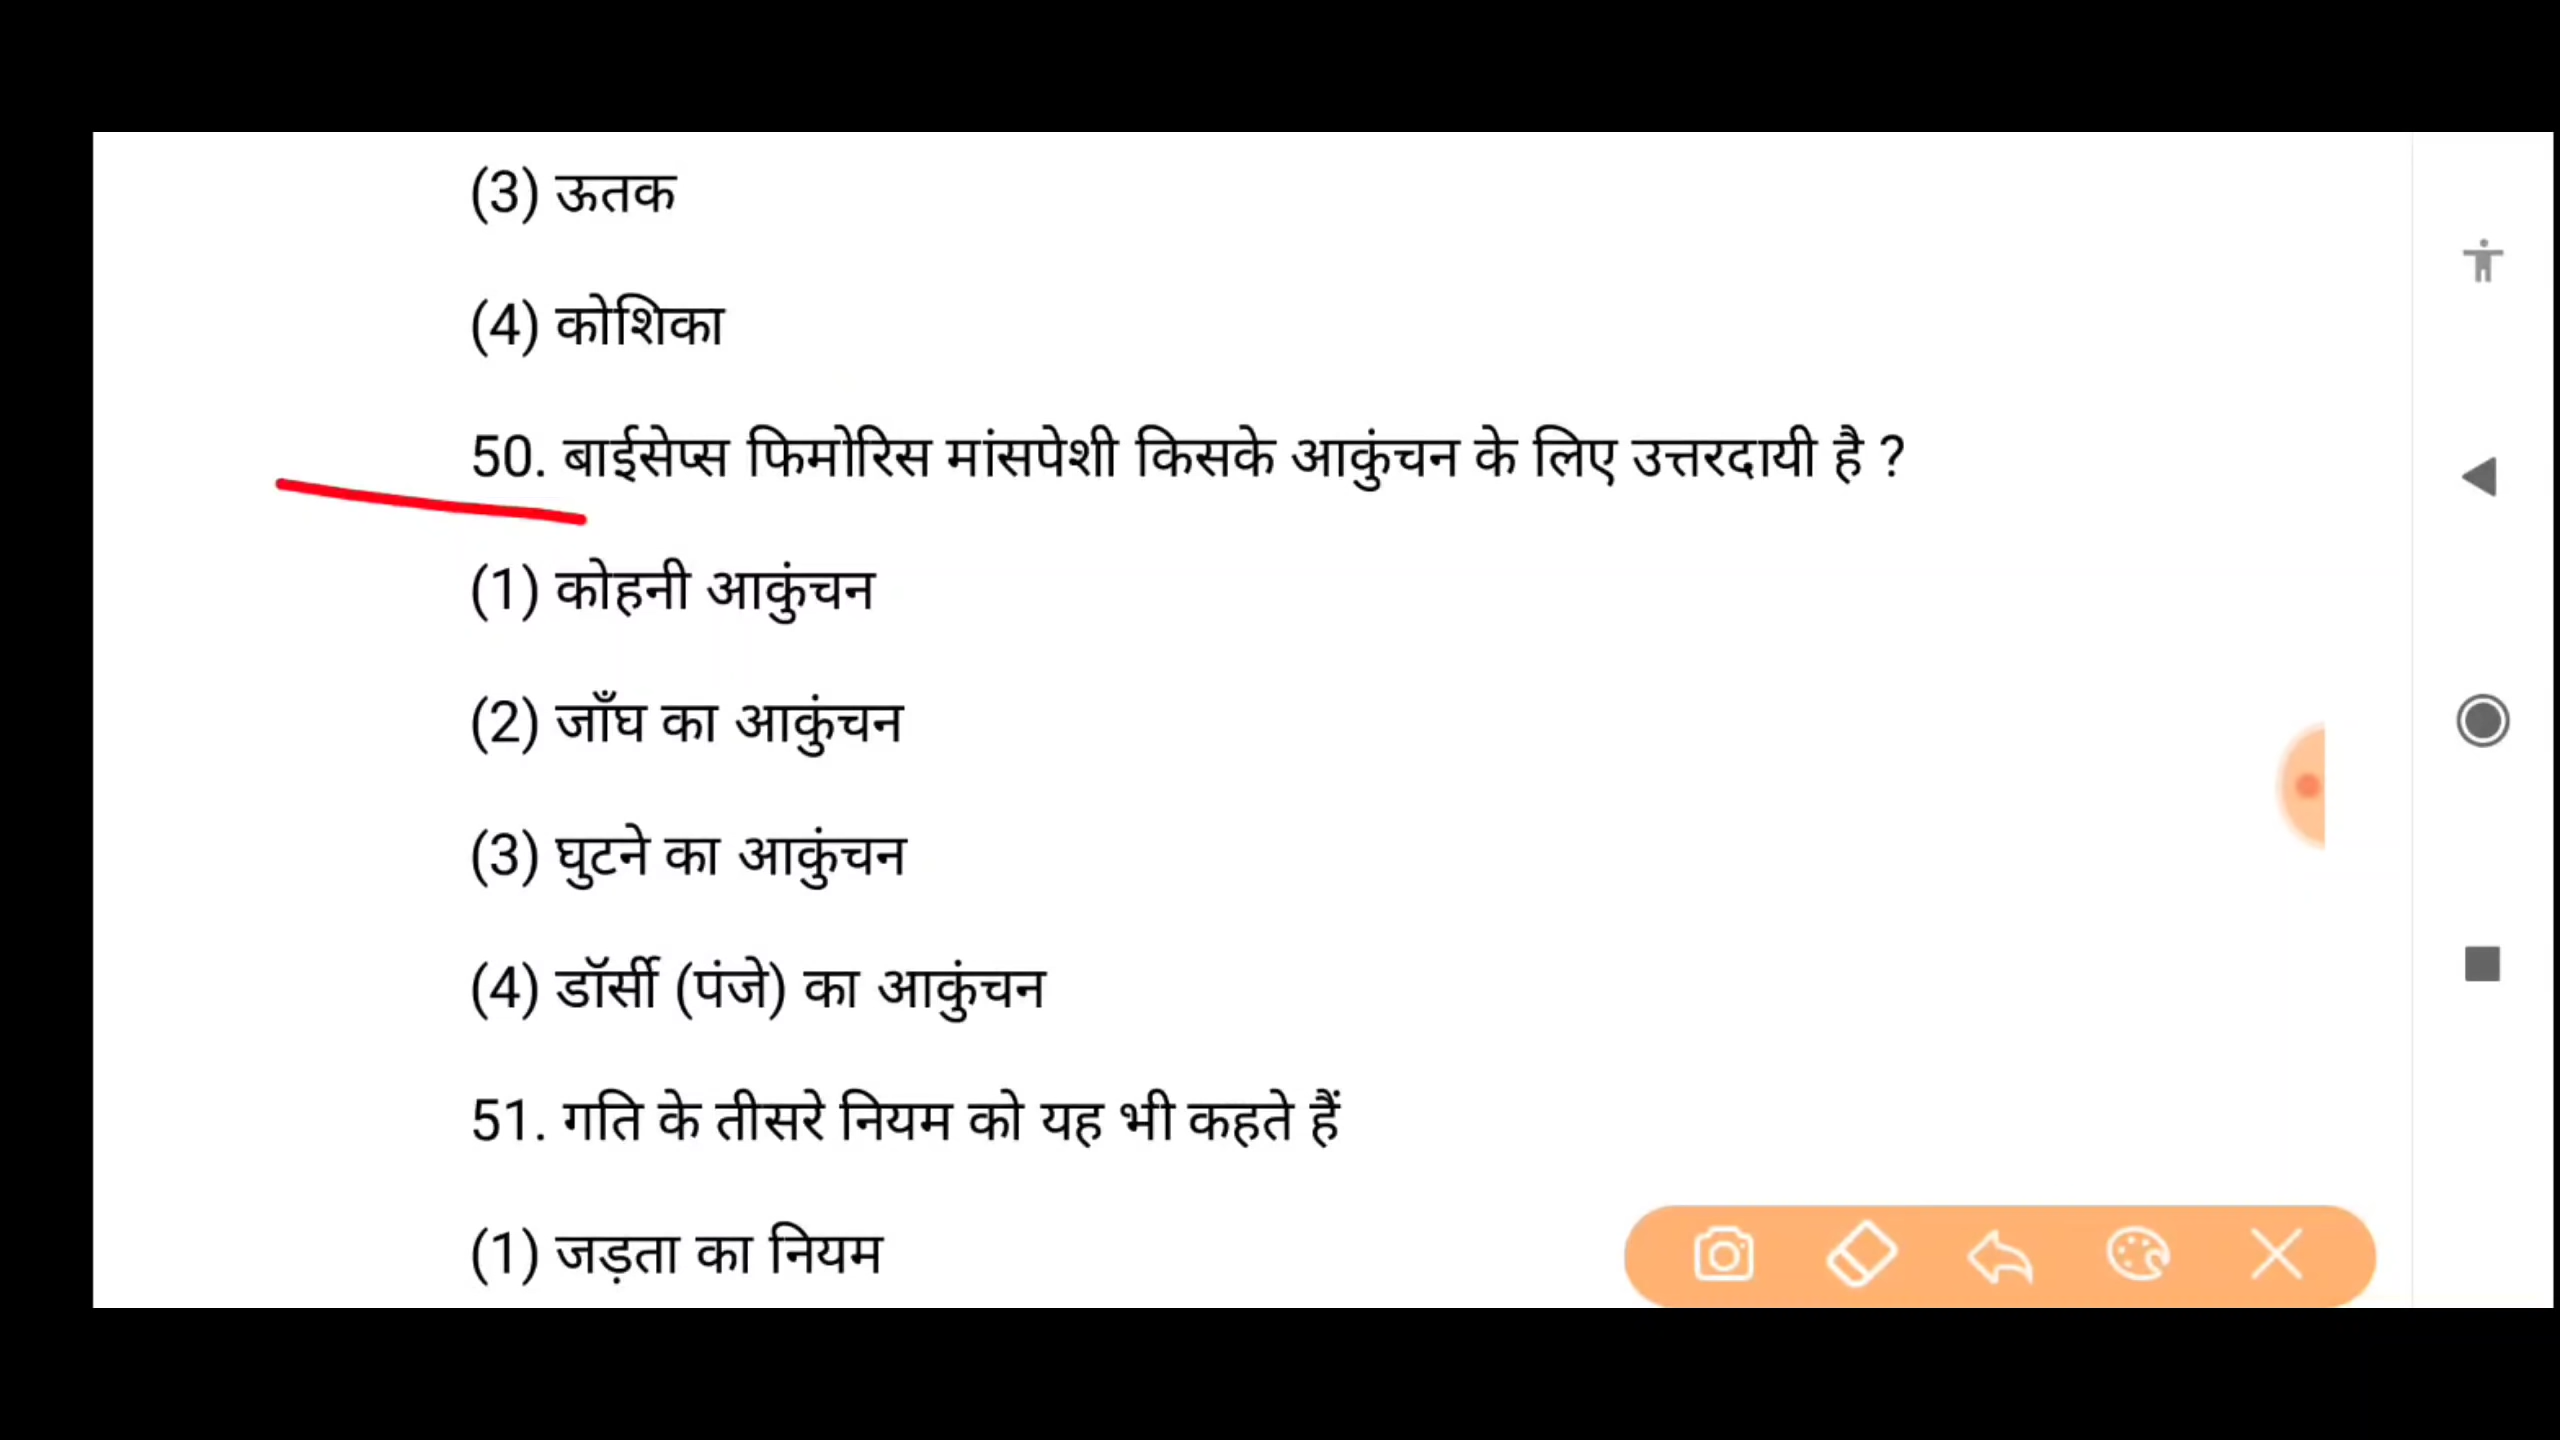 (3) ऊतक
(4) कोशिका
50. बाईसेप्स फिमोरिस मांसपेशी किसके आकुंचन के लिए उत्तरदायी है ?
(1) कोहनी आकुंचन
(2) जाँघ का आकुंचन
(3) घुटने का आकुंचन
(4) डॉर्सी (पंजे) का आकुंचन
51. गति के तीसरे नियम को यह भी कहते हैं
(1) जड़ता का नियम